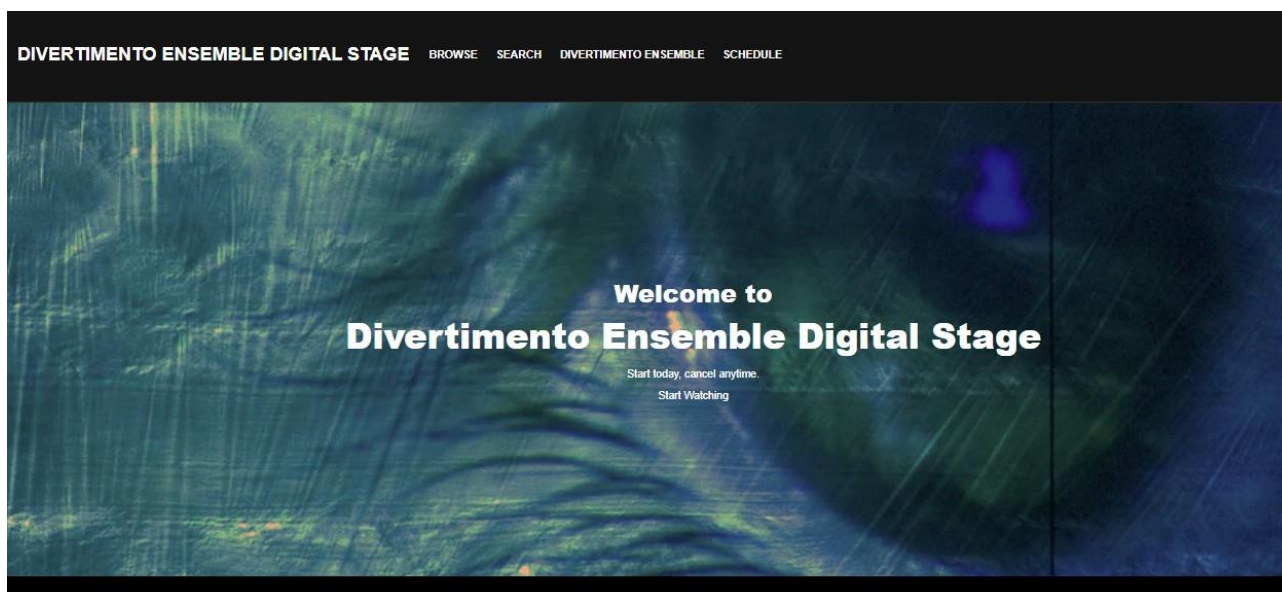 DIVERTIMENTO ENSEMBLE DIGITAL STAGE BROWSE SEARCH DIVERTIMENTO ENSEMBLE SCHEDULE
Welcome to
Divertimento Ensemble Digital Stage
Start today, cancel anytime.
Start Watching